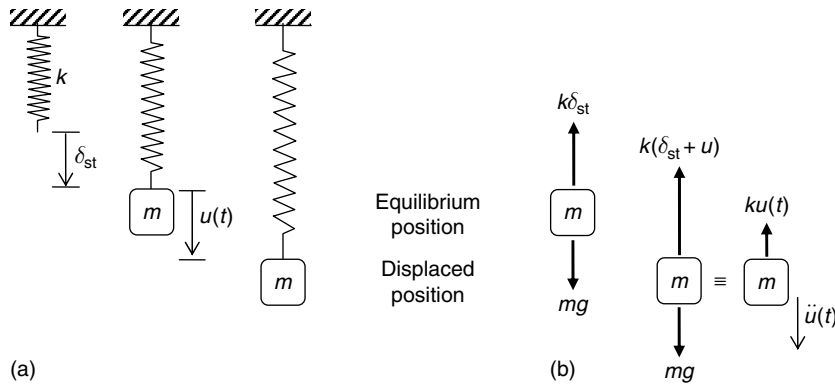 k
δst
m
u(t)
m
(a)
Equilibrium
position
Displaced
position
kδst
m
mg
k(δst + u)
m
mg
≡
ku(t)
m
ü(t)
(b)